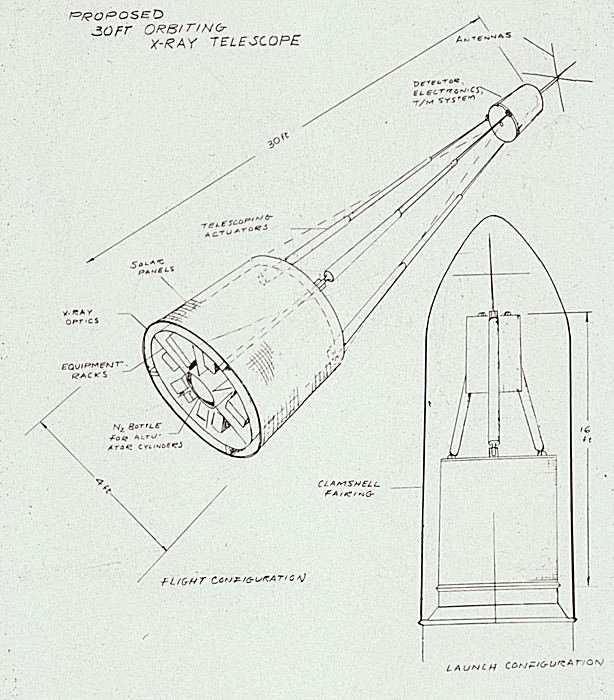 PROPOSED
30FT ORBITING
X-RAY TELESCOPE
ANTENNAS
DETECTOR,
ELECTRONICS,
T/M SYSTEM
30 ft
TELESCOPING
ACTUATORS
SOLAR
PANELS
X-RAY
OPTICS
EQUIPMENT
RACKS
N2 BOTTLE
FOR ALTU-
ATOR CYLINDERS
4 ft
16
ft
CLAMSHELL
FAIRING
FLIGHT CONFIGURATION
LAUNCH CONFIGURATION